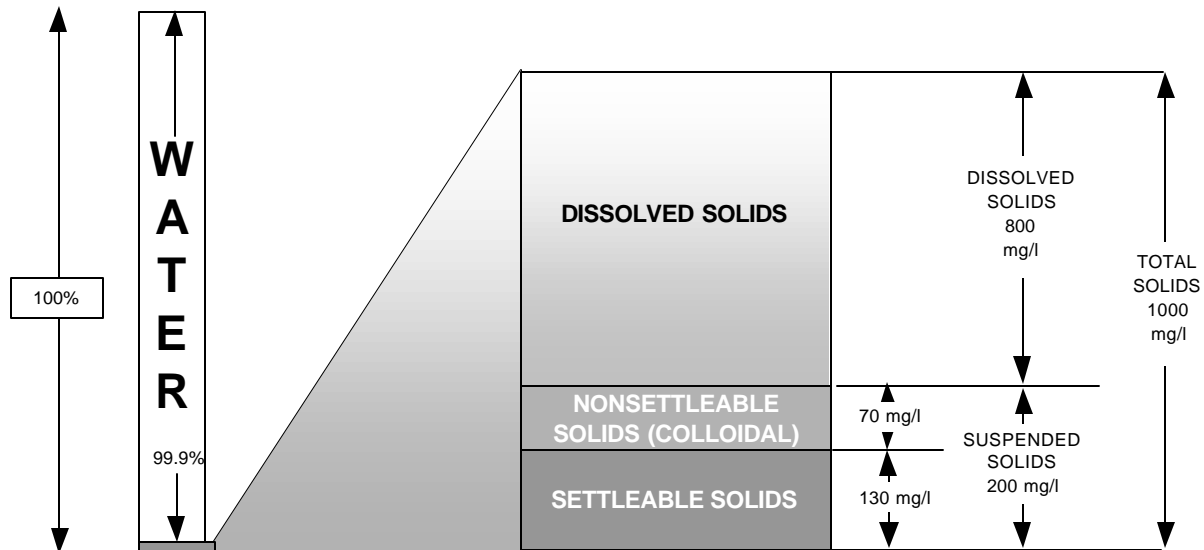 100%
W
A
T
E
R
99.9%
DISSOLVED SOLIDS
NONSETTLEABLE
SOLIDS (COLLOIDAL)
SETTLEABLE SOLIDS
70 mg/l
130 mg/l
DISSOLVED
SOLIDS
800
mg/l
SUSPENDED
SOLIDS
200 mg/l
TOTAL
SOLIDS
1000
mg/l